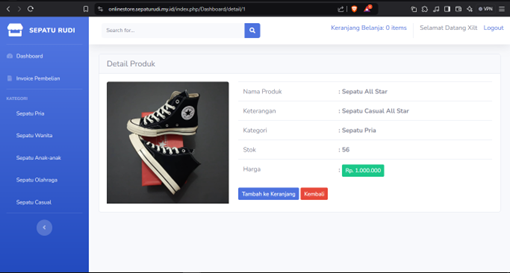 onlinestore.sepaturudi.my.id/index.php/Dashboard/detail/1
VPN
SEPATU RUDI
Search for...
Keranjang Belanja: 0 items
Selamat Datang Xilit
Logout
Dashboard
Invoice Pembelian
KATEGORI
Sepatu Pria
Sepatu Wanita
Sepatu Anak-anak
Sepatu Olahraga
Sepatu Casual
Detail Produk
Nama Produk : Sepatu All Star
Keterangan : Sepatu Casual All Star
Kategori : Sepatu Pria
Stok : 56
Harga : Rp. 1.000.000
Tambah ke Keranjang Kembali